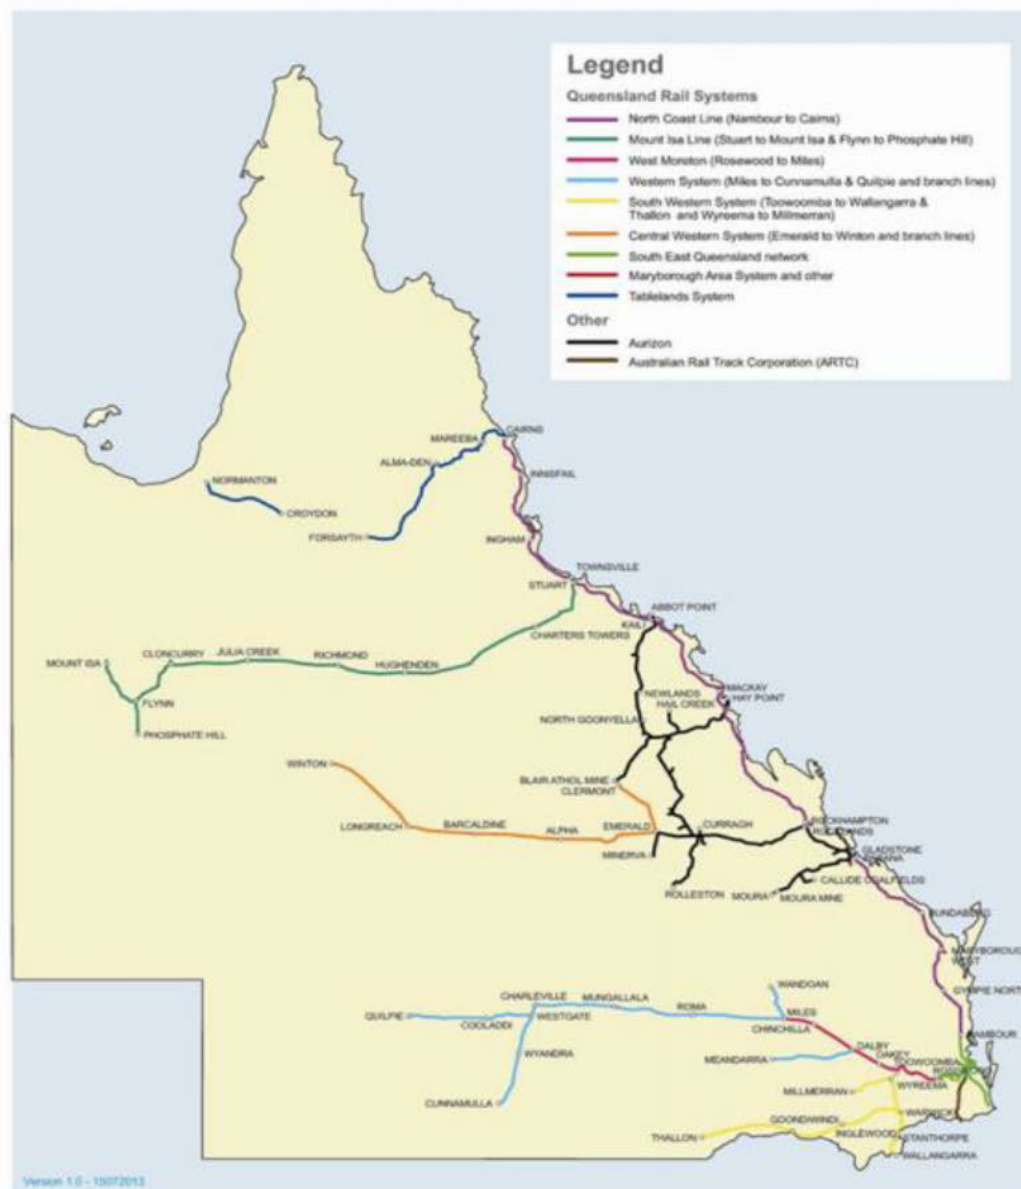 Legend
Queensland Rail Systems
North Coast Line (Nambour to Cairns)
Mount Isa Line (Stuart to Mount Isa & Flynn to Phosphate Hill)
West Moreton (Rosewood to Miles)
Western System (Miles to Cunnamulla & Quilpie and branch lines)
South Western System (Toowoomba to Wallangarra &
Thallon and Wyreema to Millmerran)
Central Western System (Emerald to Winton and branch lines)
South East Queensland network
Maryborough Area System and other
Tablelands System
Other
Aurizon
Australian Rail Track Corporation (ARTC)
CAIRNS
MAREEBA
ALMA-DEN
INNISFAIL
NORMANTON
CROYDON
FORSAYTH
INGHAM
TOWNSVILLE
STUART
ABBOT POINT
KAILI
CHARTERS TOWERS
MOUNT ISA
CLONCURRY
JULIA CREEK
RICHMOND
HUGHENDEN
FLYNN
PHOSPHATE HILL
MACKAY
HAY POINT
NEWLANDS
HAIL CREEK
NORTH GOONYELLA
WINTON
BLAIR ATHOL MINE
CLERMONT
LONGREACH
BARCALDINE
ALPHA
EMERALD
CURRAGH
ROCKHAMPTON
ROCKLANDS
MINERVA
GLADSTONE
CALLIDE COALFIELDS
ROLLESTON
MOURA
MOURA MINE
BUNDABERG
MARYBOROUG
WEST
GYMPIE NORT
WANDOAN
CHARLEVILLE
MUNGALLALA
ROMA
MILES
QUILPIE
COOLADDI
WESTGATE
CHINCHILLA
NAMBOUR
WYANDRA
MEANDARRA
DALBY
OAKEY
TOOWOOMBA
WYREEMA
MILLMERRAN
CUNNAMULLA
GOONDIWINDI
WARWICK
THALLON
INGLEWOOD
STANTHORPE
WALLANGARRA
Version 1.0 - 15072013